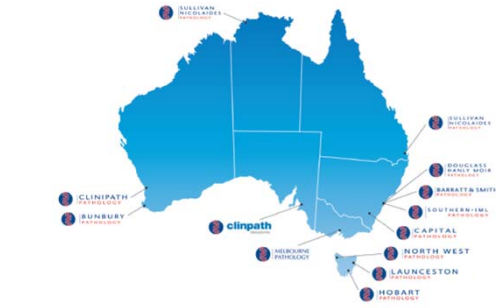 SULLIVAN
NICOLAIDES
PATHOLOGY
SULLIVAN
NICOLAIDES
PATHOLOGY
DOUGLASS
HANLY MOIR
PATHOLOGY
BARRATT & SMITH
PATHOLOGY
CLINIPATH
PATHOLOGY
SOUTHERN-IML
PATHOLOGY
BUNBURY
PATHOLOGY
clinpath
CAPITAL
PATHOLOGY
MELBOURNE
PATHOLOGY
NORTH WEST
PATHOLOGY
LAUNCESTON
PATHOLOGY
HOBART
PATHOLOGY